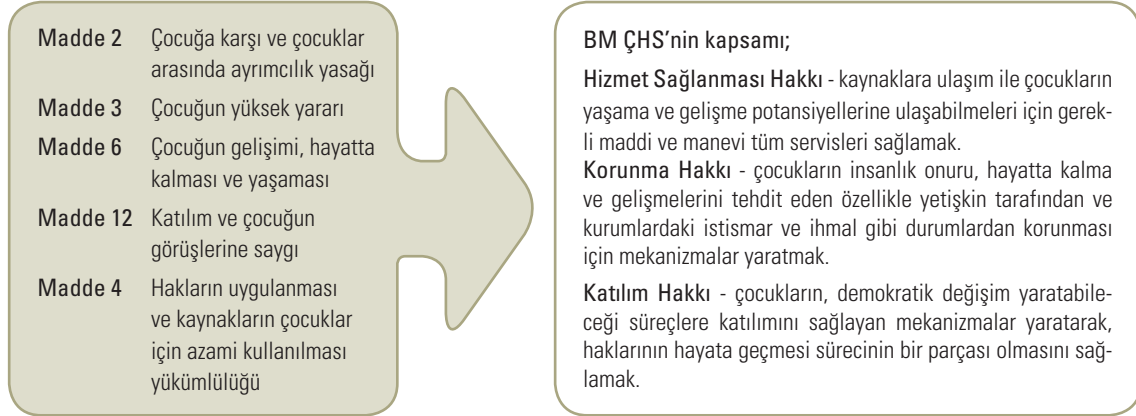 Madde 2 Çocuğa karşı ve çocuklar
arasında ayrımcılık yasağı
Madde 3 Çocuğun yüksek yararı
Madde 6 Çocuğun gelişimi, hayatta
kalması ve yaşaması
Madde 12 Katılım ve çocuğun
görüşlerine saygı
Madde 4 Hakların uygulanması
ve kaynakların çocuklar
için azami kullanılması
yükümlülüğü
BM ÇHS'nin kapsamı;
Hizmet Sağlanması Hakkı - kaynaklara ulaşım ile çocukların
yaşama ve gelişme potansiyellerine ulaşabilmeleri için gerek-
li maddi ve manevi tüm servisleri sağlamak.
Korunma Hakkı - çocukların insanlık onuru, hayatta kalma
ve gelişmelerini tehdit eden özellikle yetişkin tarafından ve
kurumlardaki istismar ve ihmal gibi durumlardan korunması
için mekanizmalar yaratmak.
Katılım Hakkı - çocukların, demokratik değişim yaratabile-
ceği süreçlere katılımını sağlayan mekanizmalar yaratarak,
haklarının hayata geçmesi sürecinin bir parçası olmasını sağ-
lamak.